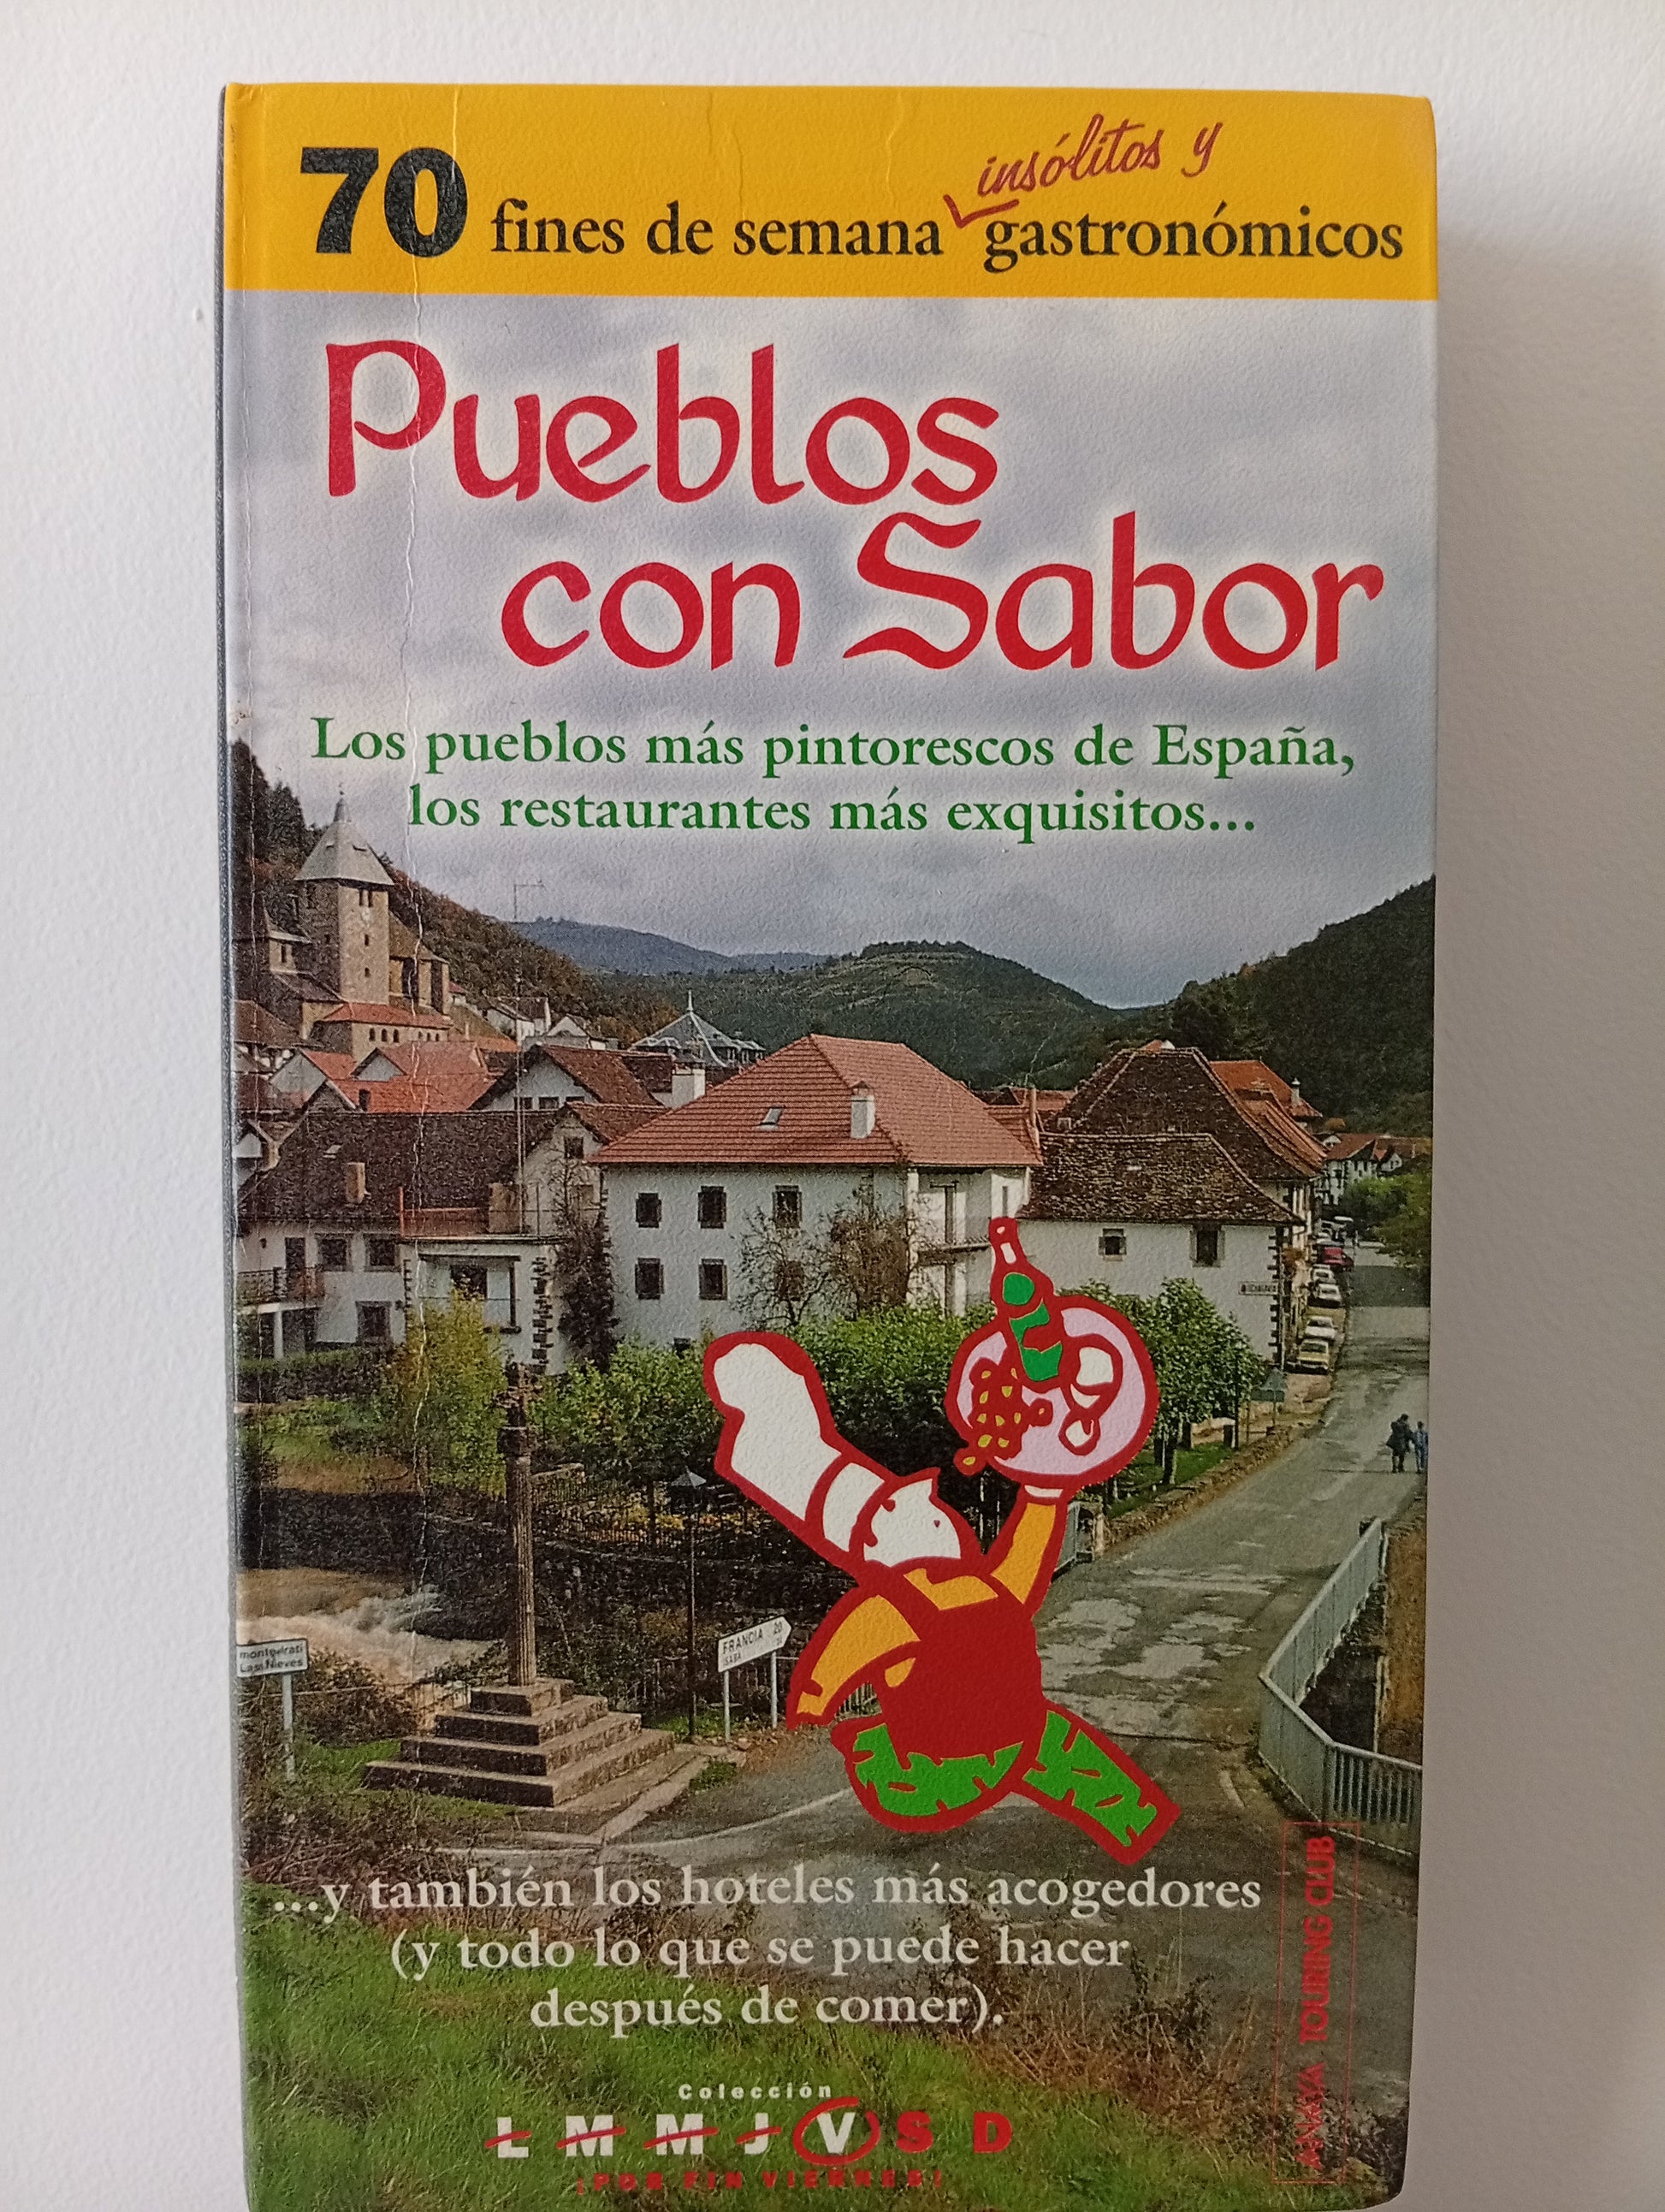 70 fines de semana insólitos y gastronómicos
Pueblos
con Sabor
Los pueblos más pintorescos de España,
los restaurantes más exquisitos...
FRANCIA 20
...y también los hoteles más acogedores
(y todo lo que se puede hacer
después de comer).
ANAYA TOURING CLUB
Colección
L M M J V S D
¡POR FIN VIERNES!